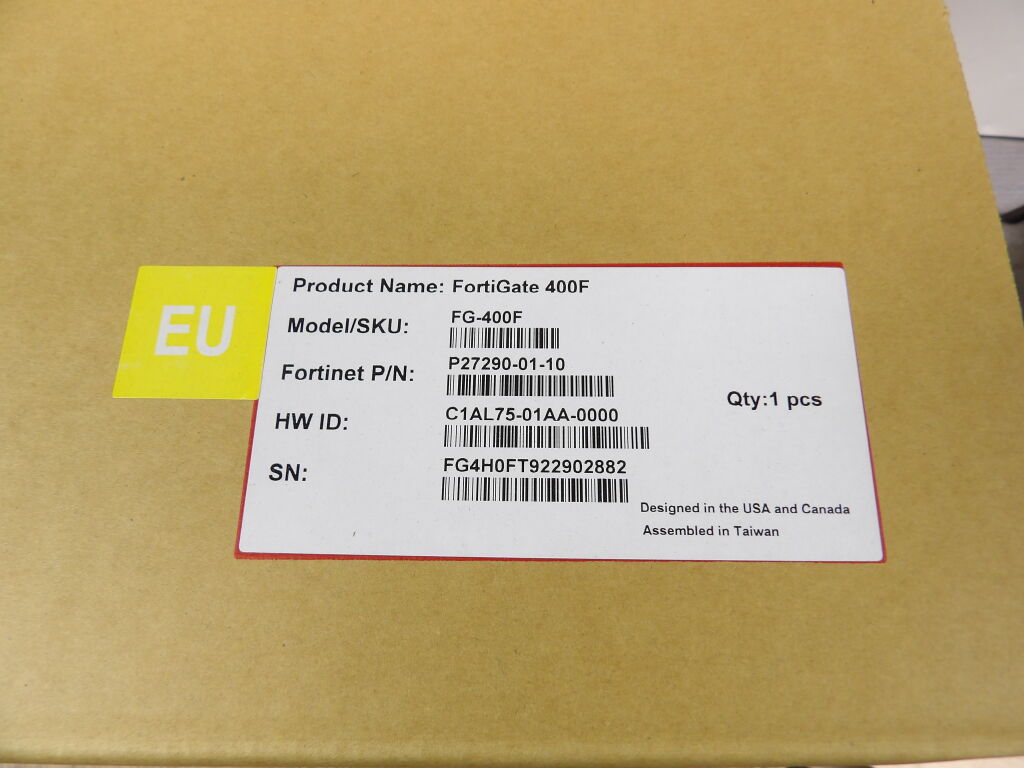 EU
Product Name: FortiGate 400F
Model/SKU: FG-400F
Fortinet P/N: P27290-01-10
HW ID: C1AL75-01AA-0000
Qty:1 pcs
SN: FG4H0FT922902882
Designed in the USA and Canada
Assembled in Taiwan